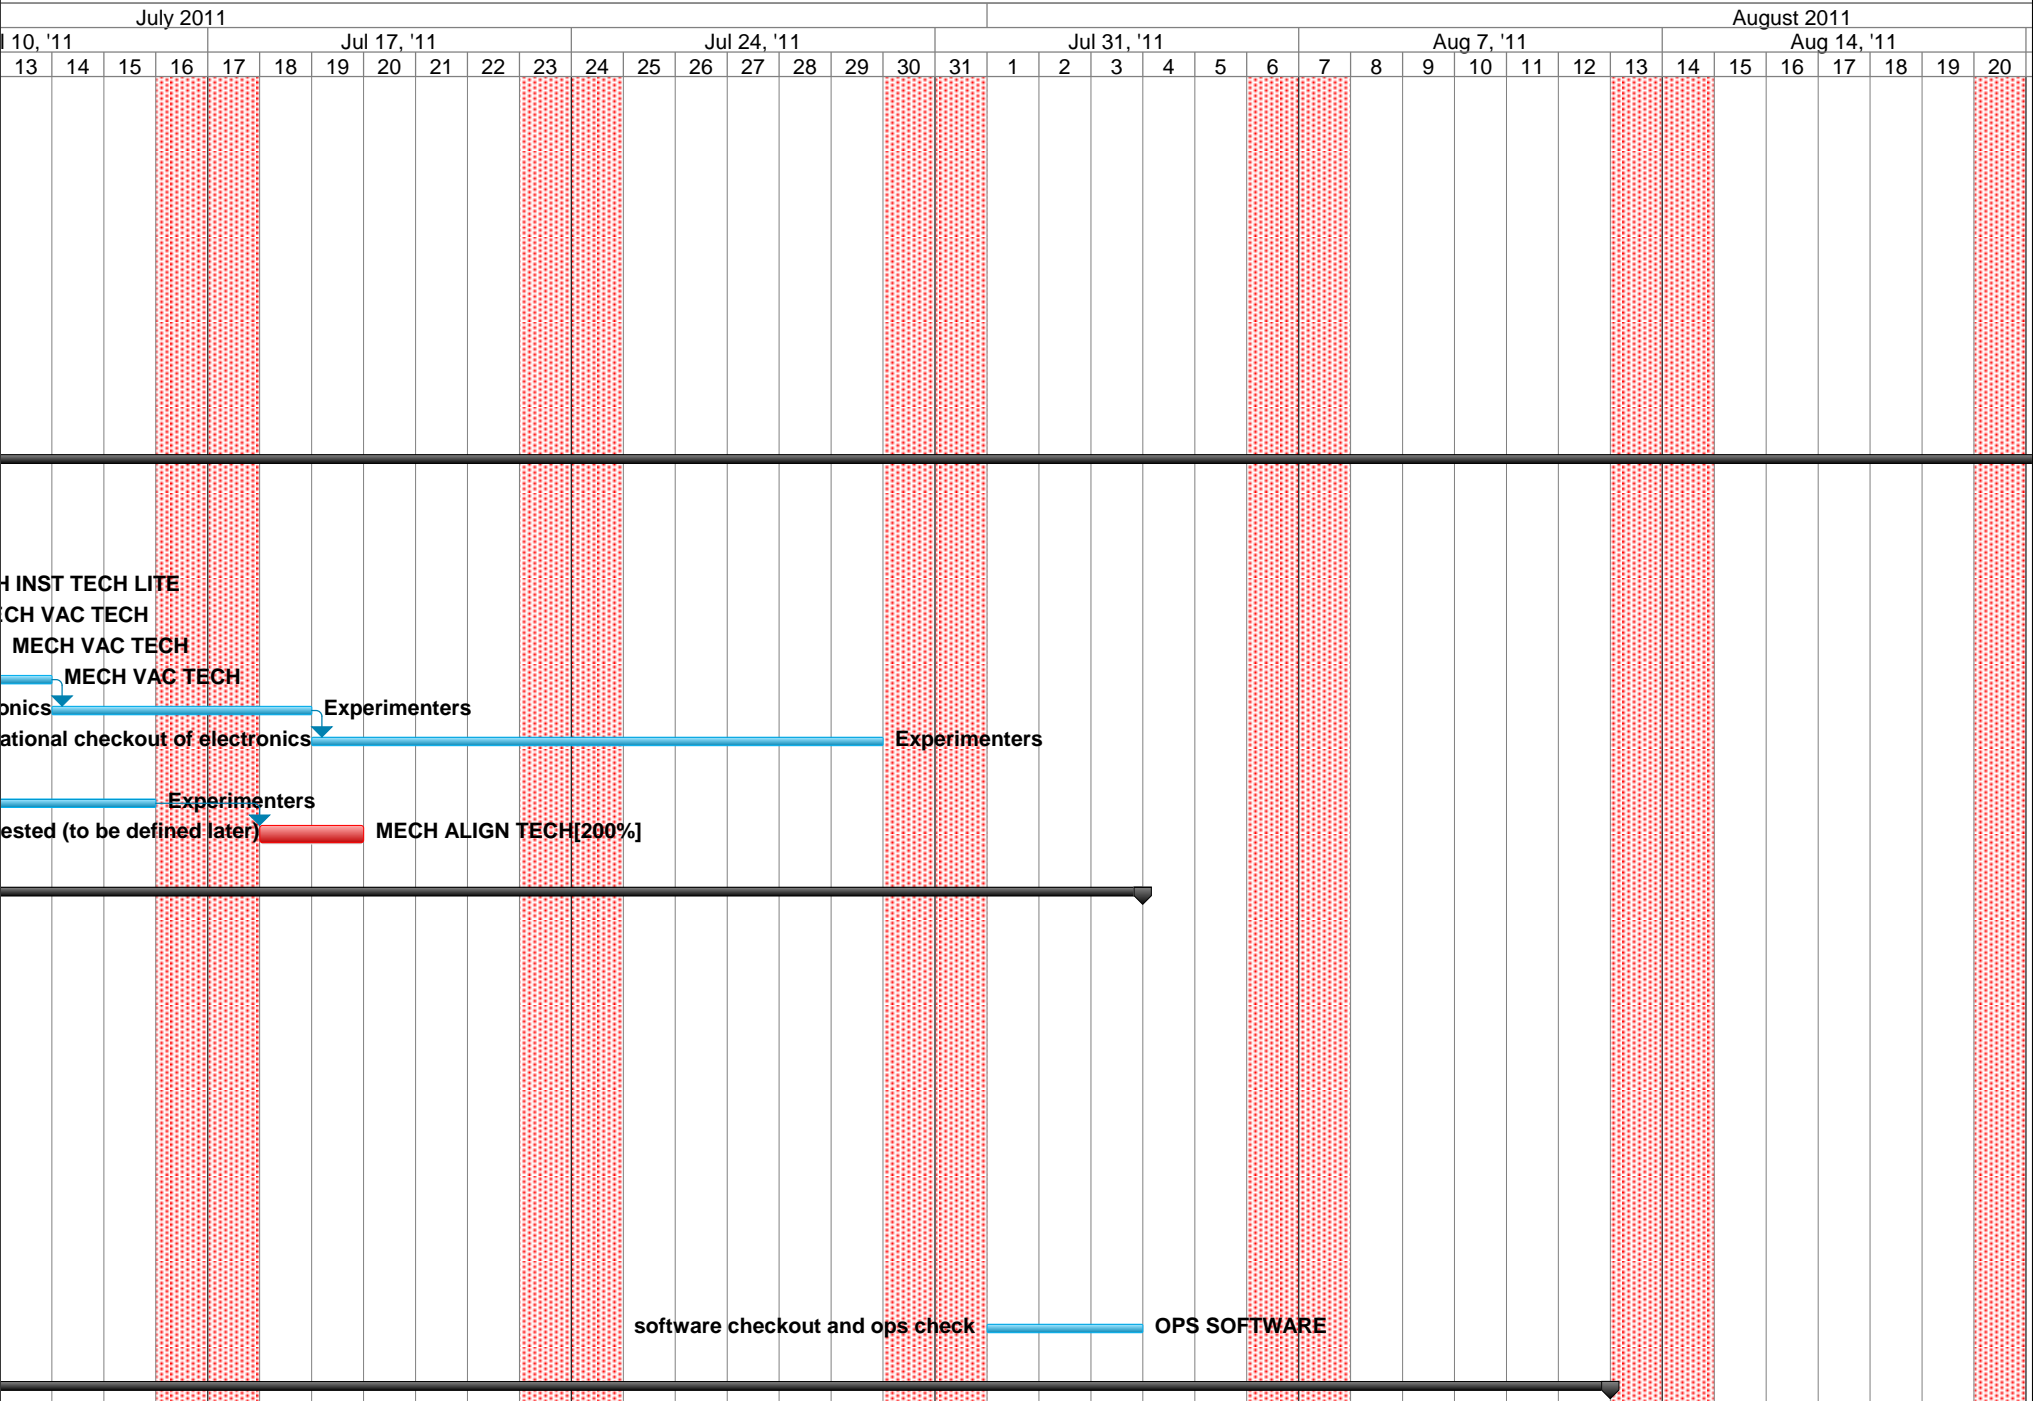 July 2011 August 2011
l 10, '11 Jul 17, '11 Jul 24, '11 Jul 31, '11 Aug 7, '11 Aug 14, '11
13 14 15 16 17 18 19 20 21 22 23 24 25 26 27 28 29 30 31 1 2 3 4 5 6 7 8 9 10 11 12 13 14 15 16 17 18 19 20
H INST TECH LITE
ECH VAC TECH
MECH VAC TECH
MECH VAC TECH
onics Experimenters
ational checkout of electronics Experimenters
Experimenters
ested (to be defined later) MECH ALIGN TECH[200%]
software checkout and ops check OPS SOFTWARE